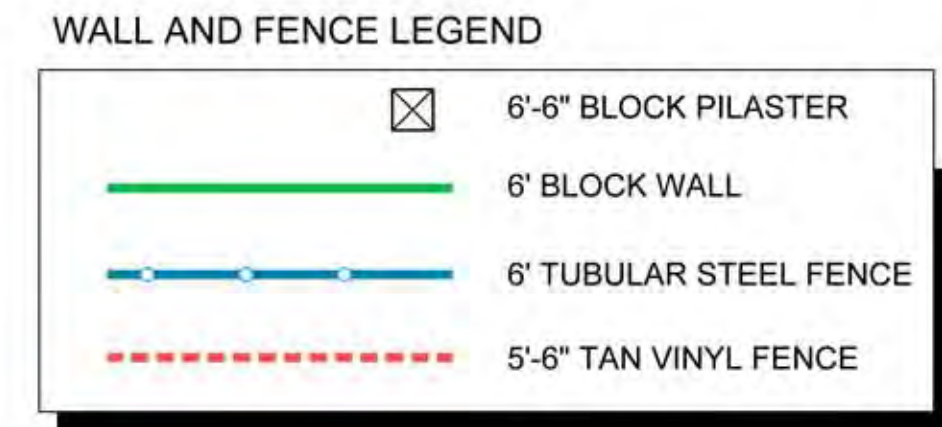 WALL AND FENCE LEGEND
6'-6" BLOCK PILASTER
6' BLOCK WALL
6' TUBULAR STEEL FENCE
5'-6" TAN VINYL FENCE